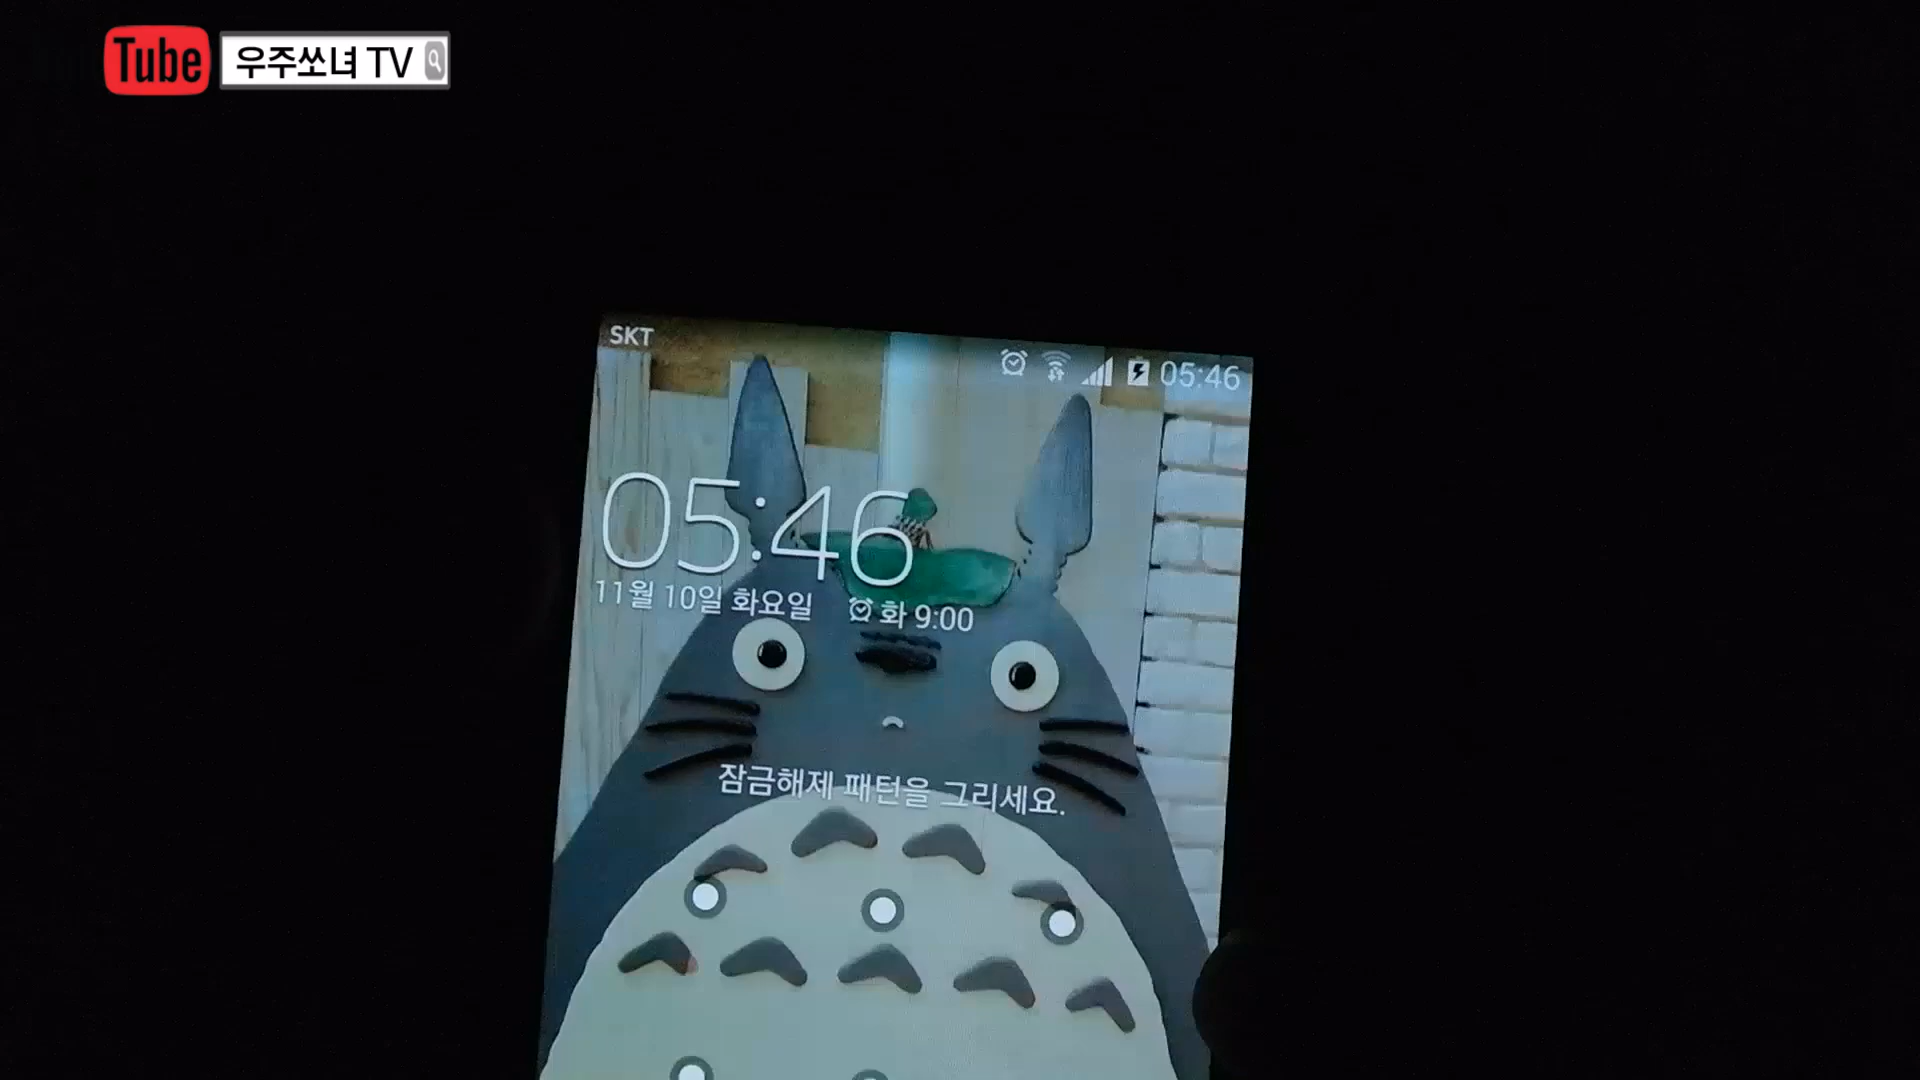 Tube 우주쏘녀 TV
SKT 05:46
05:46
11월 10일 화요일 화 9:00
잠금해제 패턴을 그리세요.